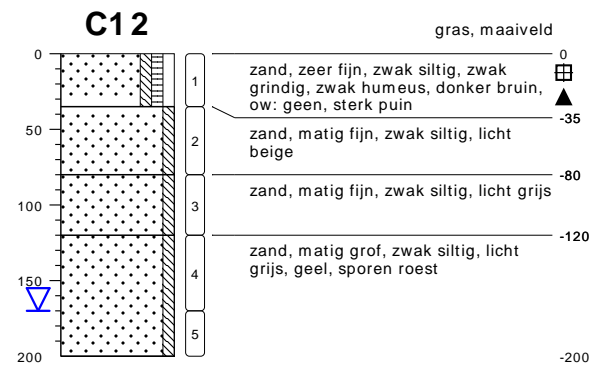 C12
gras, maaiveld
0
0
1
zand, zeer fijn, zwak siltig, zwak
grindig, zwak humeus, donker bruin,
ow: geen, sterk puin
-35
50
2
zand, matig fijn, zwak siltig, licht
beige
-80
3
zand, matig fijn, zwak siltig, licht grijs
100
-120
4
zand, matig grof, zwak siltig, licht
grijs, geel, sporen roest
150
5
200
-200